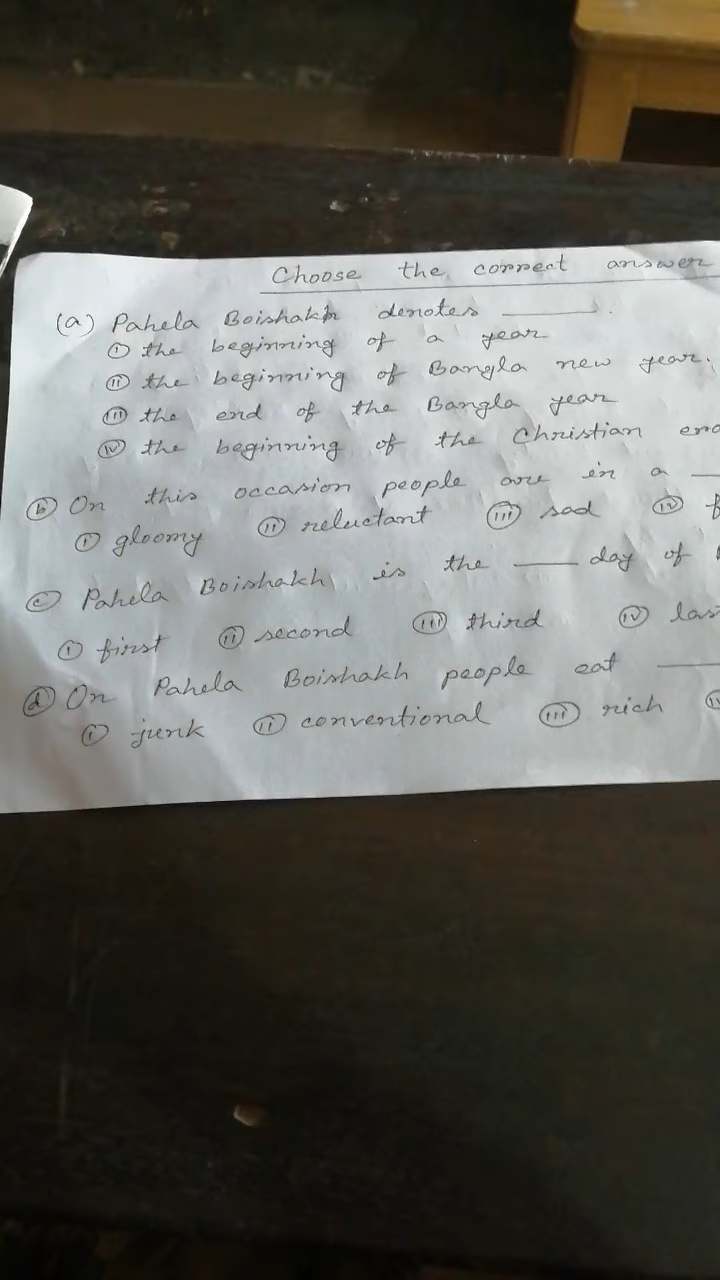 Choose the correct answer
(a) Pahela Boishakh denotes ______.
(i) the beginning of a year
(ii) the beginning of Bangla new year.
(iii) the end of the Bangla year
(iv) the beginning of the Christian
(b) On this occasion people are in a ___
(i) gloomy (ii) reluctant (iii) sad (iv)
(c) Pahela Boishakh is the ____ day of
(i) first (ii) second (iii) third (iv)
(d) On Pahela Boishakh people eat ____
(i) junk (ii) conventional (iii) rich